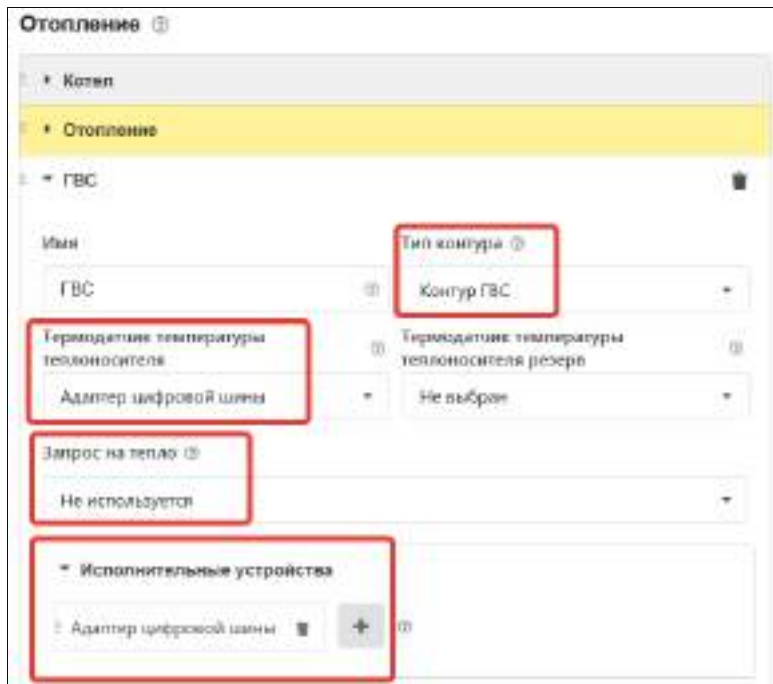 Отопление
Котел
Отопление
ГВС
Имя
Тип контура
ГВС
Контур ГВС
Термодатчик температуры теплоносителя
Термодатчик температуры теплоносителя резерв
Адаптер цифровой шины
Не выбран
Запрос на тепло
Не используется
Исполнительные устройства
Адаптер цифровой шины
+